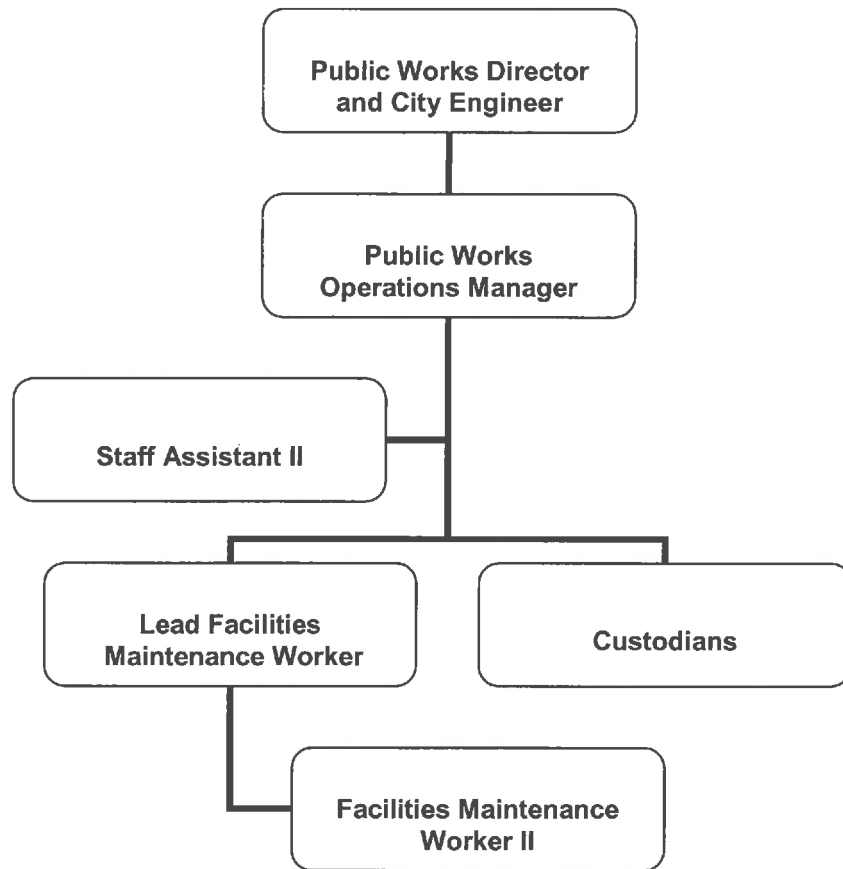 Public Works Director
and City Engineer
Public Works
Operations Manager
Staff Assistant II
Lead Facilities
Maintenance Worker
Custodians
Facilities Maintenance
Worker II